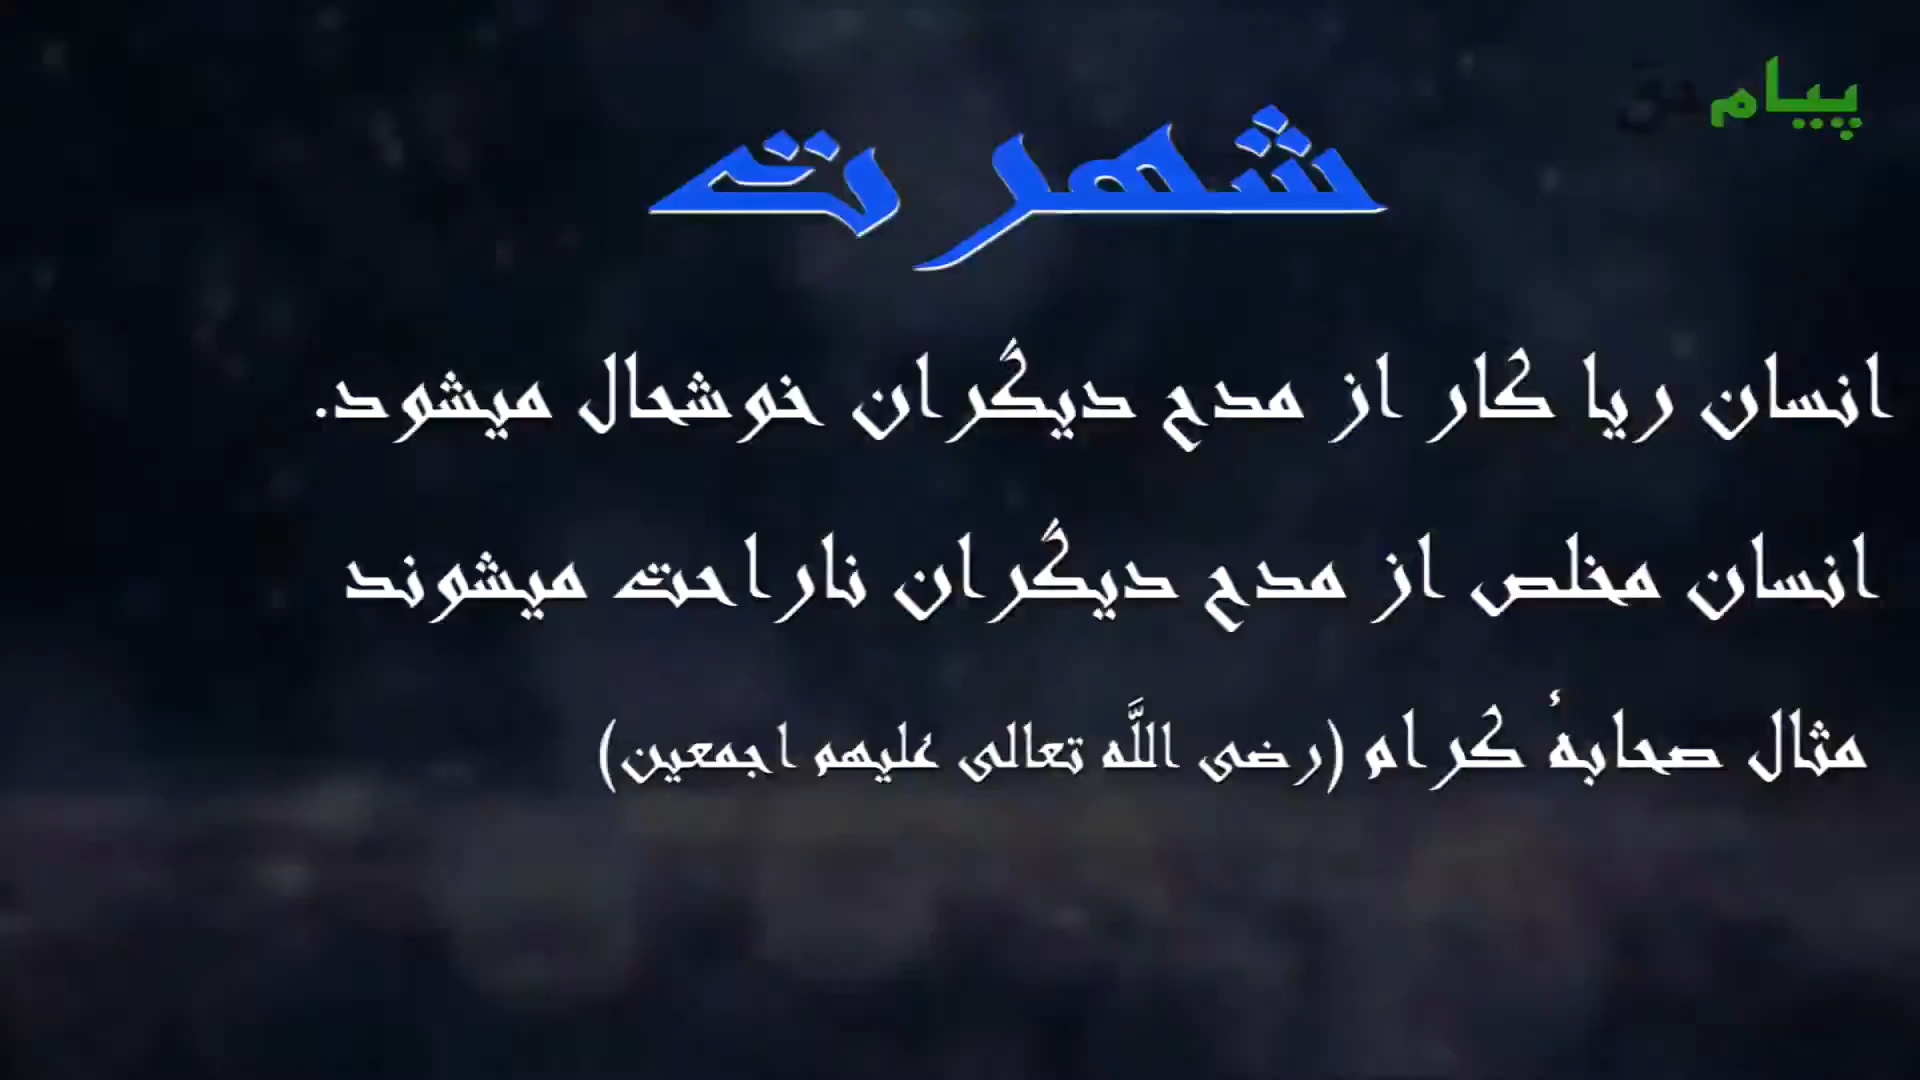 پیام حق
شهرت
انسان ریا کار از مدح دیگران خوشحال میشود.
انسان مخلص از مدح دیگران ناراحت میشوند
مثال صحابهٔ کرام (رضی اللَّه تعالی علیهم اجمعین)